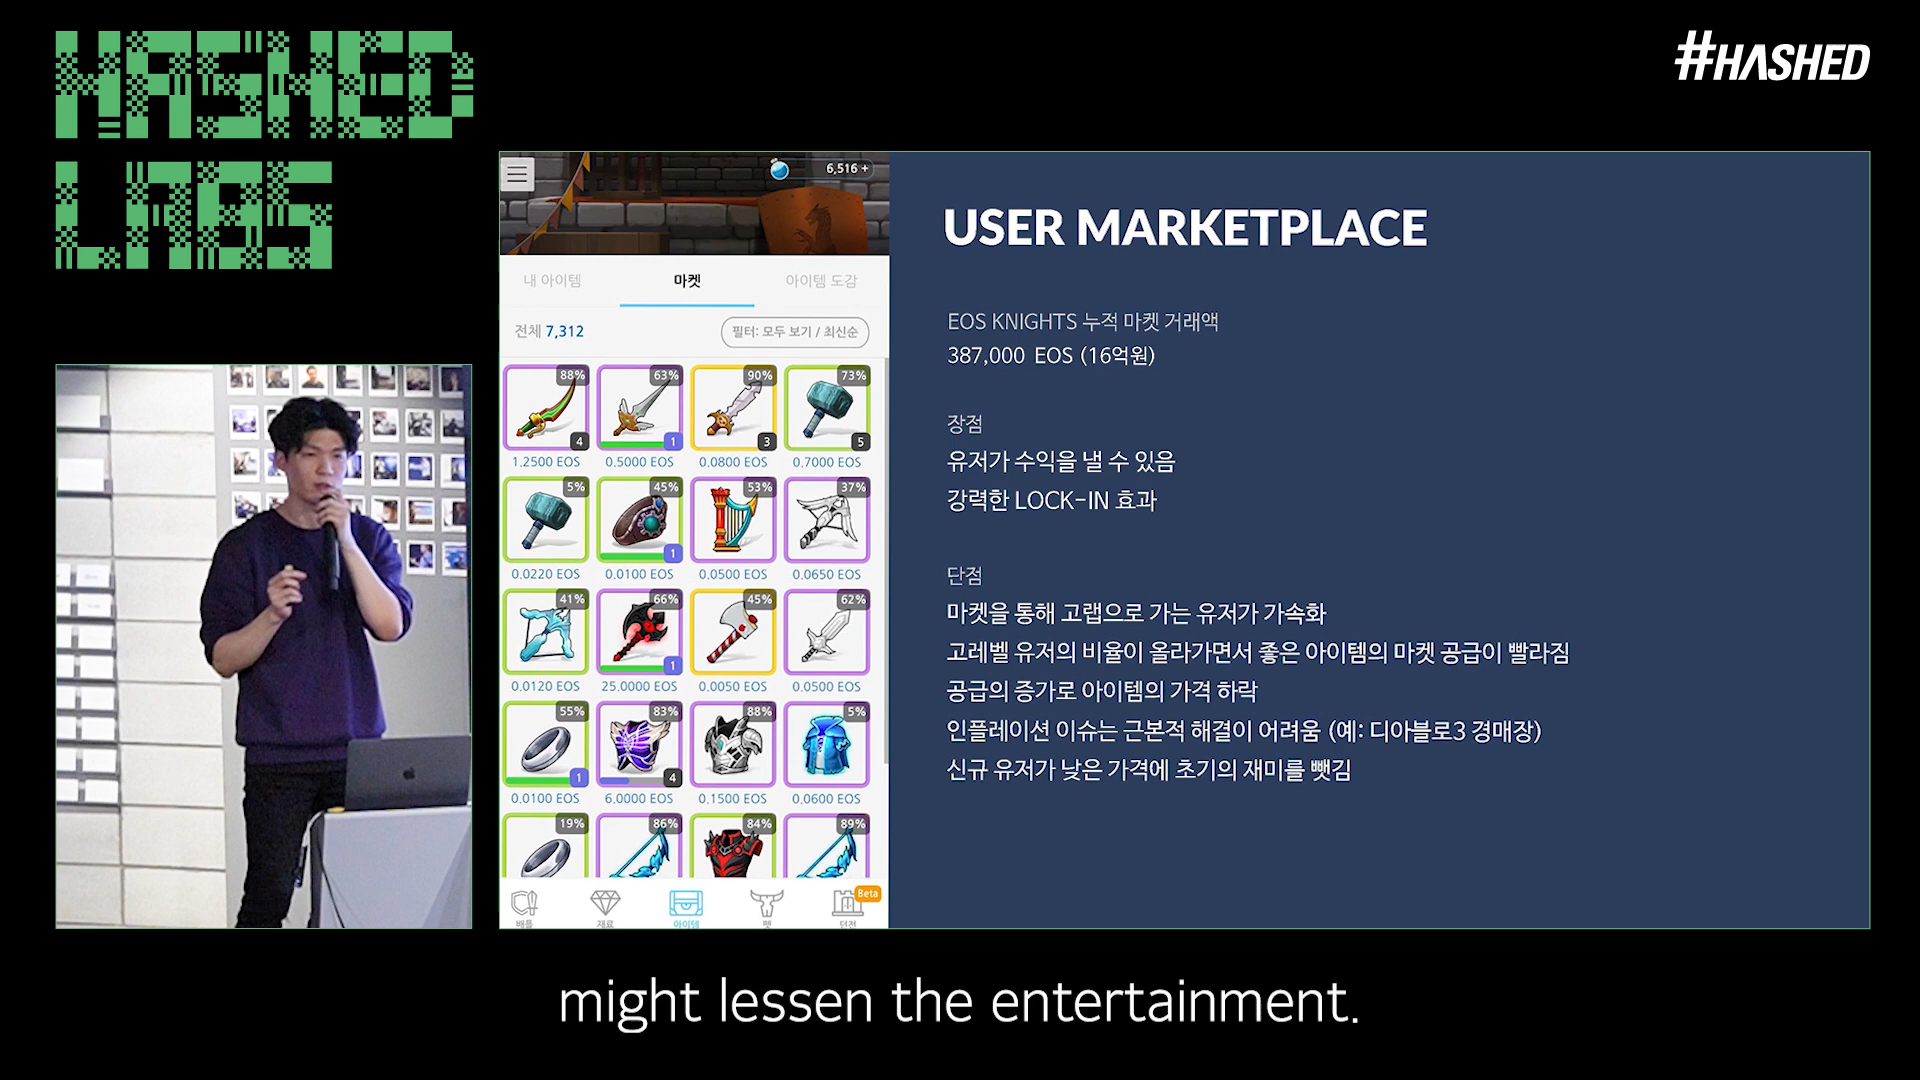 HASHED
LABS
#HASHED
6,516 +
내 아이템
마켓
아이템 도감
전체 7,312
필터: 모두 보기 / 최신순
88%
63%
90%
73%
4
1
3
5
1.2500 EOS
0.5000 EOS
0.0800 EOS
0.7000 EOS
5%
45%
53%
37%
1
0.0220 EOS
0.0100 EOS
0.0500 EOS
0.0650 EOS
41%
66%
45%
62%
1
0.0120 EOS
25.0000 EOS
0.0050 EOS
0.0500 EOS
55%
83%
88%
5%
1
4
0.0100 EOS
6.0000 EOS
0.1500 EOS
0.0600 EOS
19%
86%
84%
89%
Beta
배틀
재료
아이템
펫
던전
USER MARKETPLACE
EOS KNIGHTS 누적 마켓 거래액
387,000 EOS (16억원)
장점
유저가 수익을 낼 수 있음
강력한 LOCK-IN 효과
단점
마켓을 통해 고랩으로 가는 유저가 가속화
고레벨 유저의 비율이 올라가면서 좋은 아이템의 마켓 공급이 빨라짐
공급의 증가로 아이템의 가격 하락
인플레이션 이슈는 근본적 해결이 어려움 (예: 디아블로3 경매장)
신규 유저가 낮은 가격에 초기의 재미를 뺏김
might lessen the entertainment.